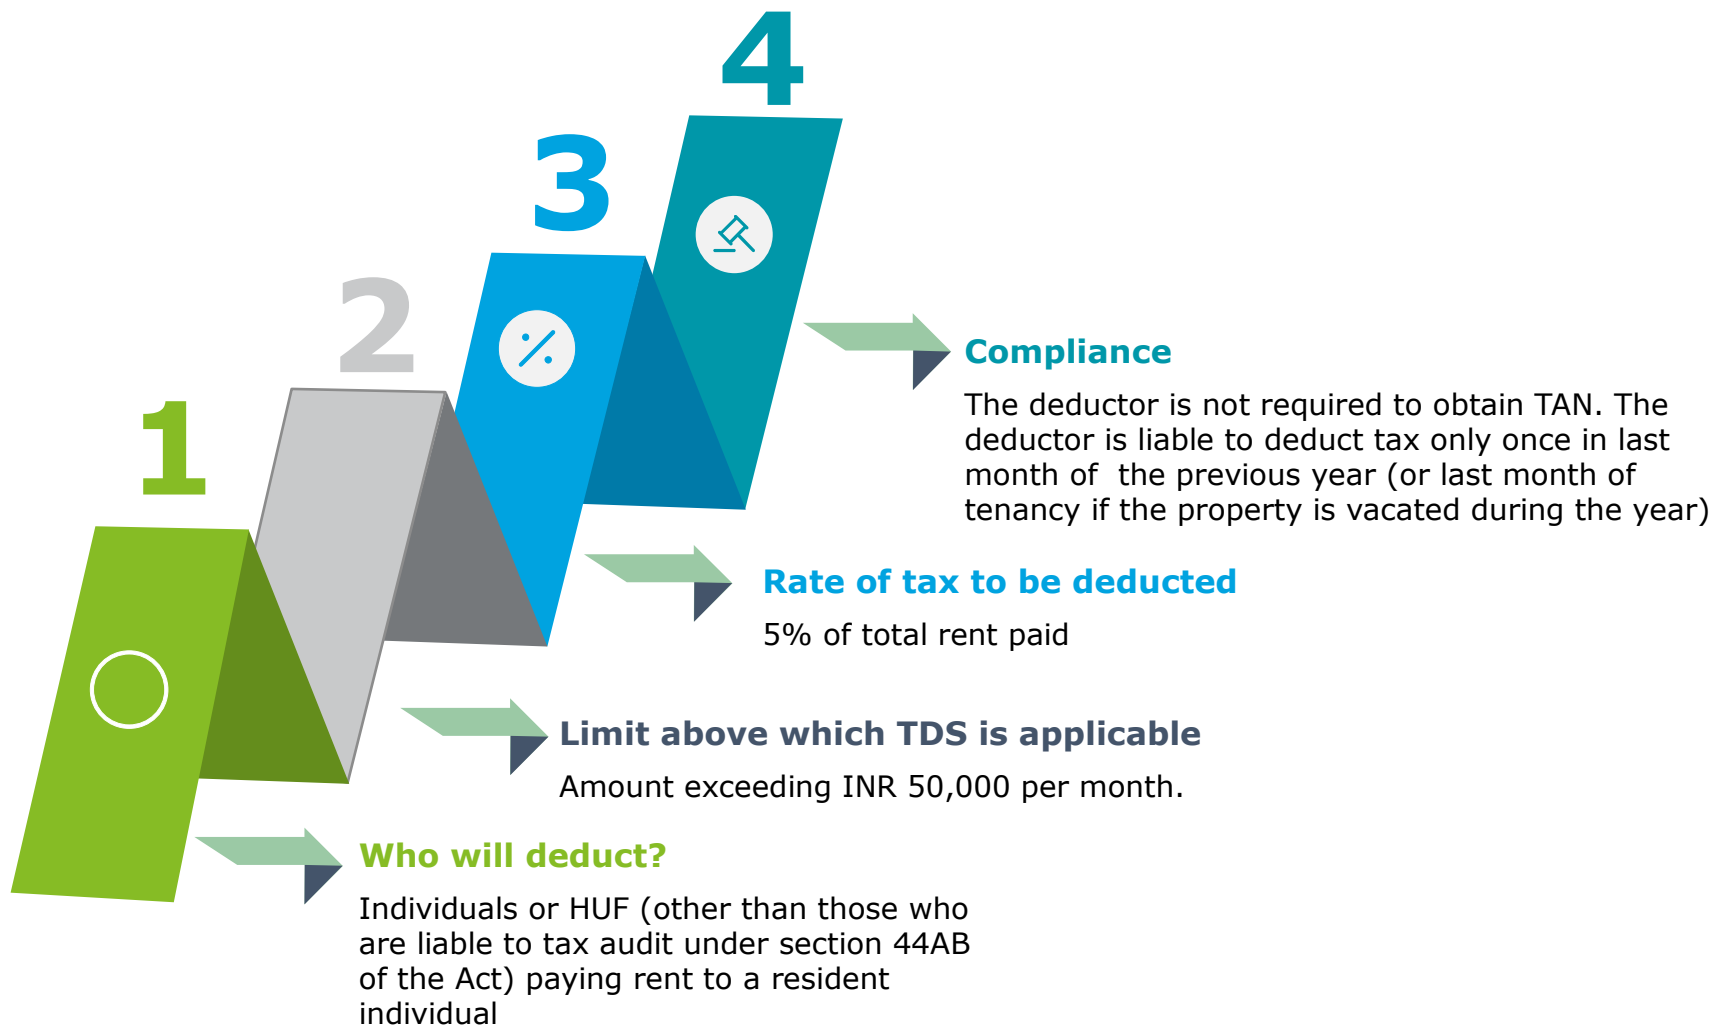 1
Who will deduct?
Individuals or HUF (other than those who
are liable to tax audit under section 44AB
of the Act) paying rent to a resident
individual
2
Limit above which TDS is applicable
Amount exceeding INR 50,000 per month.
3
Rate of tax to be deducted
5% of total rent paid
4
Compliance
The deductor is not required to obtain TAN. The
deductor is liable to deduct tax only once in last
month of  the previous year (or last month of
tenancy if the property is vacated during the year)